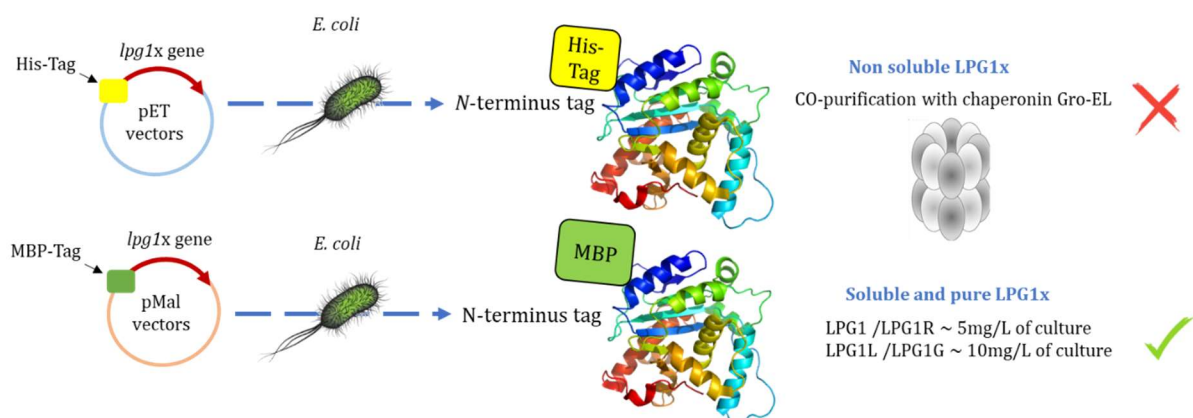 E. coli
lpg1x gene
His-Tag
pET
vectors
His-
Tag
N-terminus tag
Non soluble LPG1x
CO-purification with chaperonin Gro-EL
E. coli
lpg1x gene
MBP-Tag
pMal
vectors
MBP
N-terminus tag
Soluble and pure LPG1x
LPG1 /LPG1R ~ 5mg/L of culture
LPG1L /LPG1G ~ 10mg/L of culture